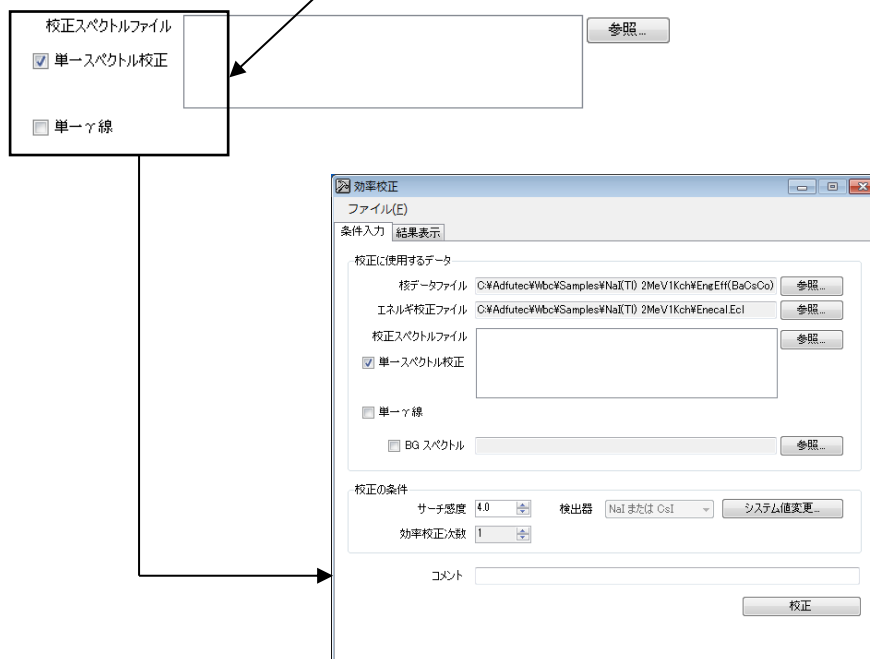 校正スペクトルファイル
参照...
単一スペクトル校正
単一γ線
効率校正
ファイル(F)
条件入力 結果表示
校正に使用するデータ
核データファイル C:¥Adfutec¥Wbc¥Samples¥NaI(Tl) 2MeV1Kch¥EngEff(BaCsCo) 参照...
エネルギ校正ファイル C:¥Adfutec¥Wbc¥Samples¥NaI(Tl) 2MeV1Kch¥Enecal.Ecl 参照...
校正スペクトルファイル 参照...
単一スペクトル校正
単一γ線
BG スペクトル 参照...
校正の条件
サーチ感度 4.0 検出器 NaI または CsI システム値変更...
効率校正次数 1
コメント
校正